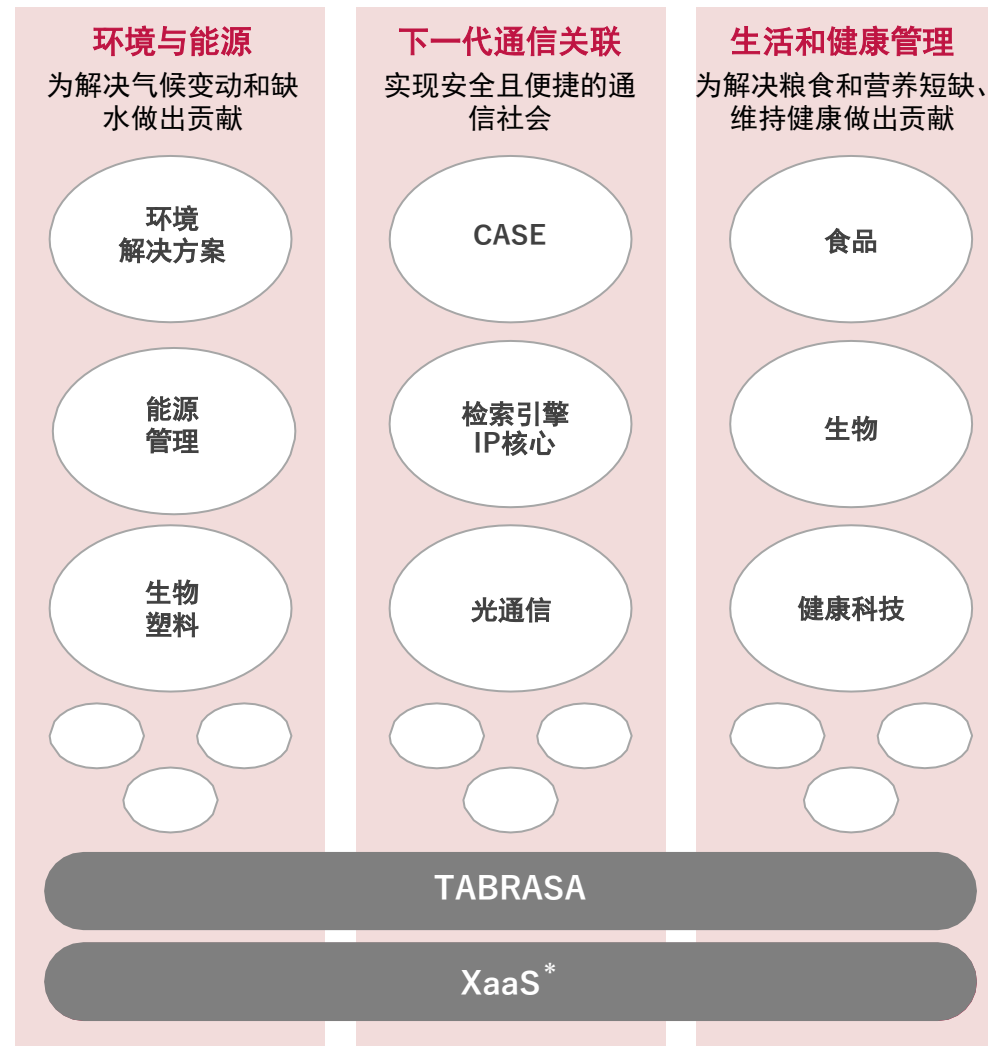 环境与能源
为解决气候变动和缺
水做出贡献
环境
解决方案
能源
管理
生物
塑料
下一代通信关联
实现安全且便捷的通
信社会
CASE
检索引擎
IP核心
光通信
生活和健康管理
为解决粮食和营养短缺、
维持健康做出贡献
食品
生物
健康科技
TABRASA
XaaS*